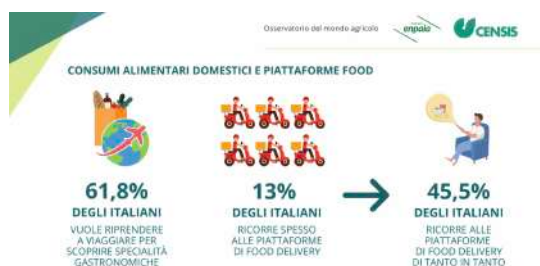 Osservatorio del mondo agricolo
enpaia
CENSIS
CONSUMI ALIMENTARI DOMESTICI E PIATTAFORME FOOD
61,8%
DEGLI ITALIANI
VUOLE RIPRENDERE
A VIAGGIARE PER
SCOPRIRE SPECIALITÀ
GASTRONOMICHE
13%
DEGLI ITALIANI
RICORRE SPESSO
ALLE PIATTAFORME
DI FOOD DELIVERY
45,5%
DEGLI ITALIANI
RICORRE ALLE
PIATTAFORME
DI FOOD DELIVERY
DI TANTO IN TANTO